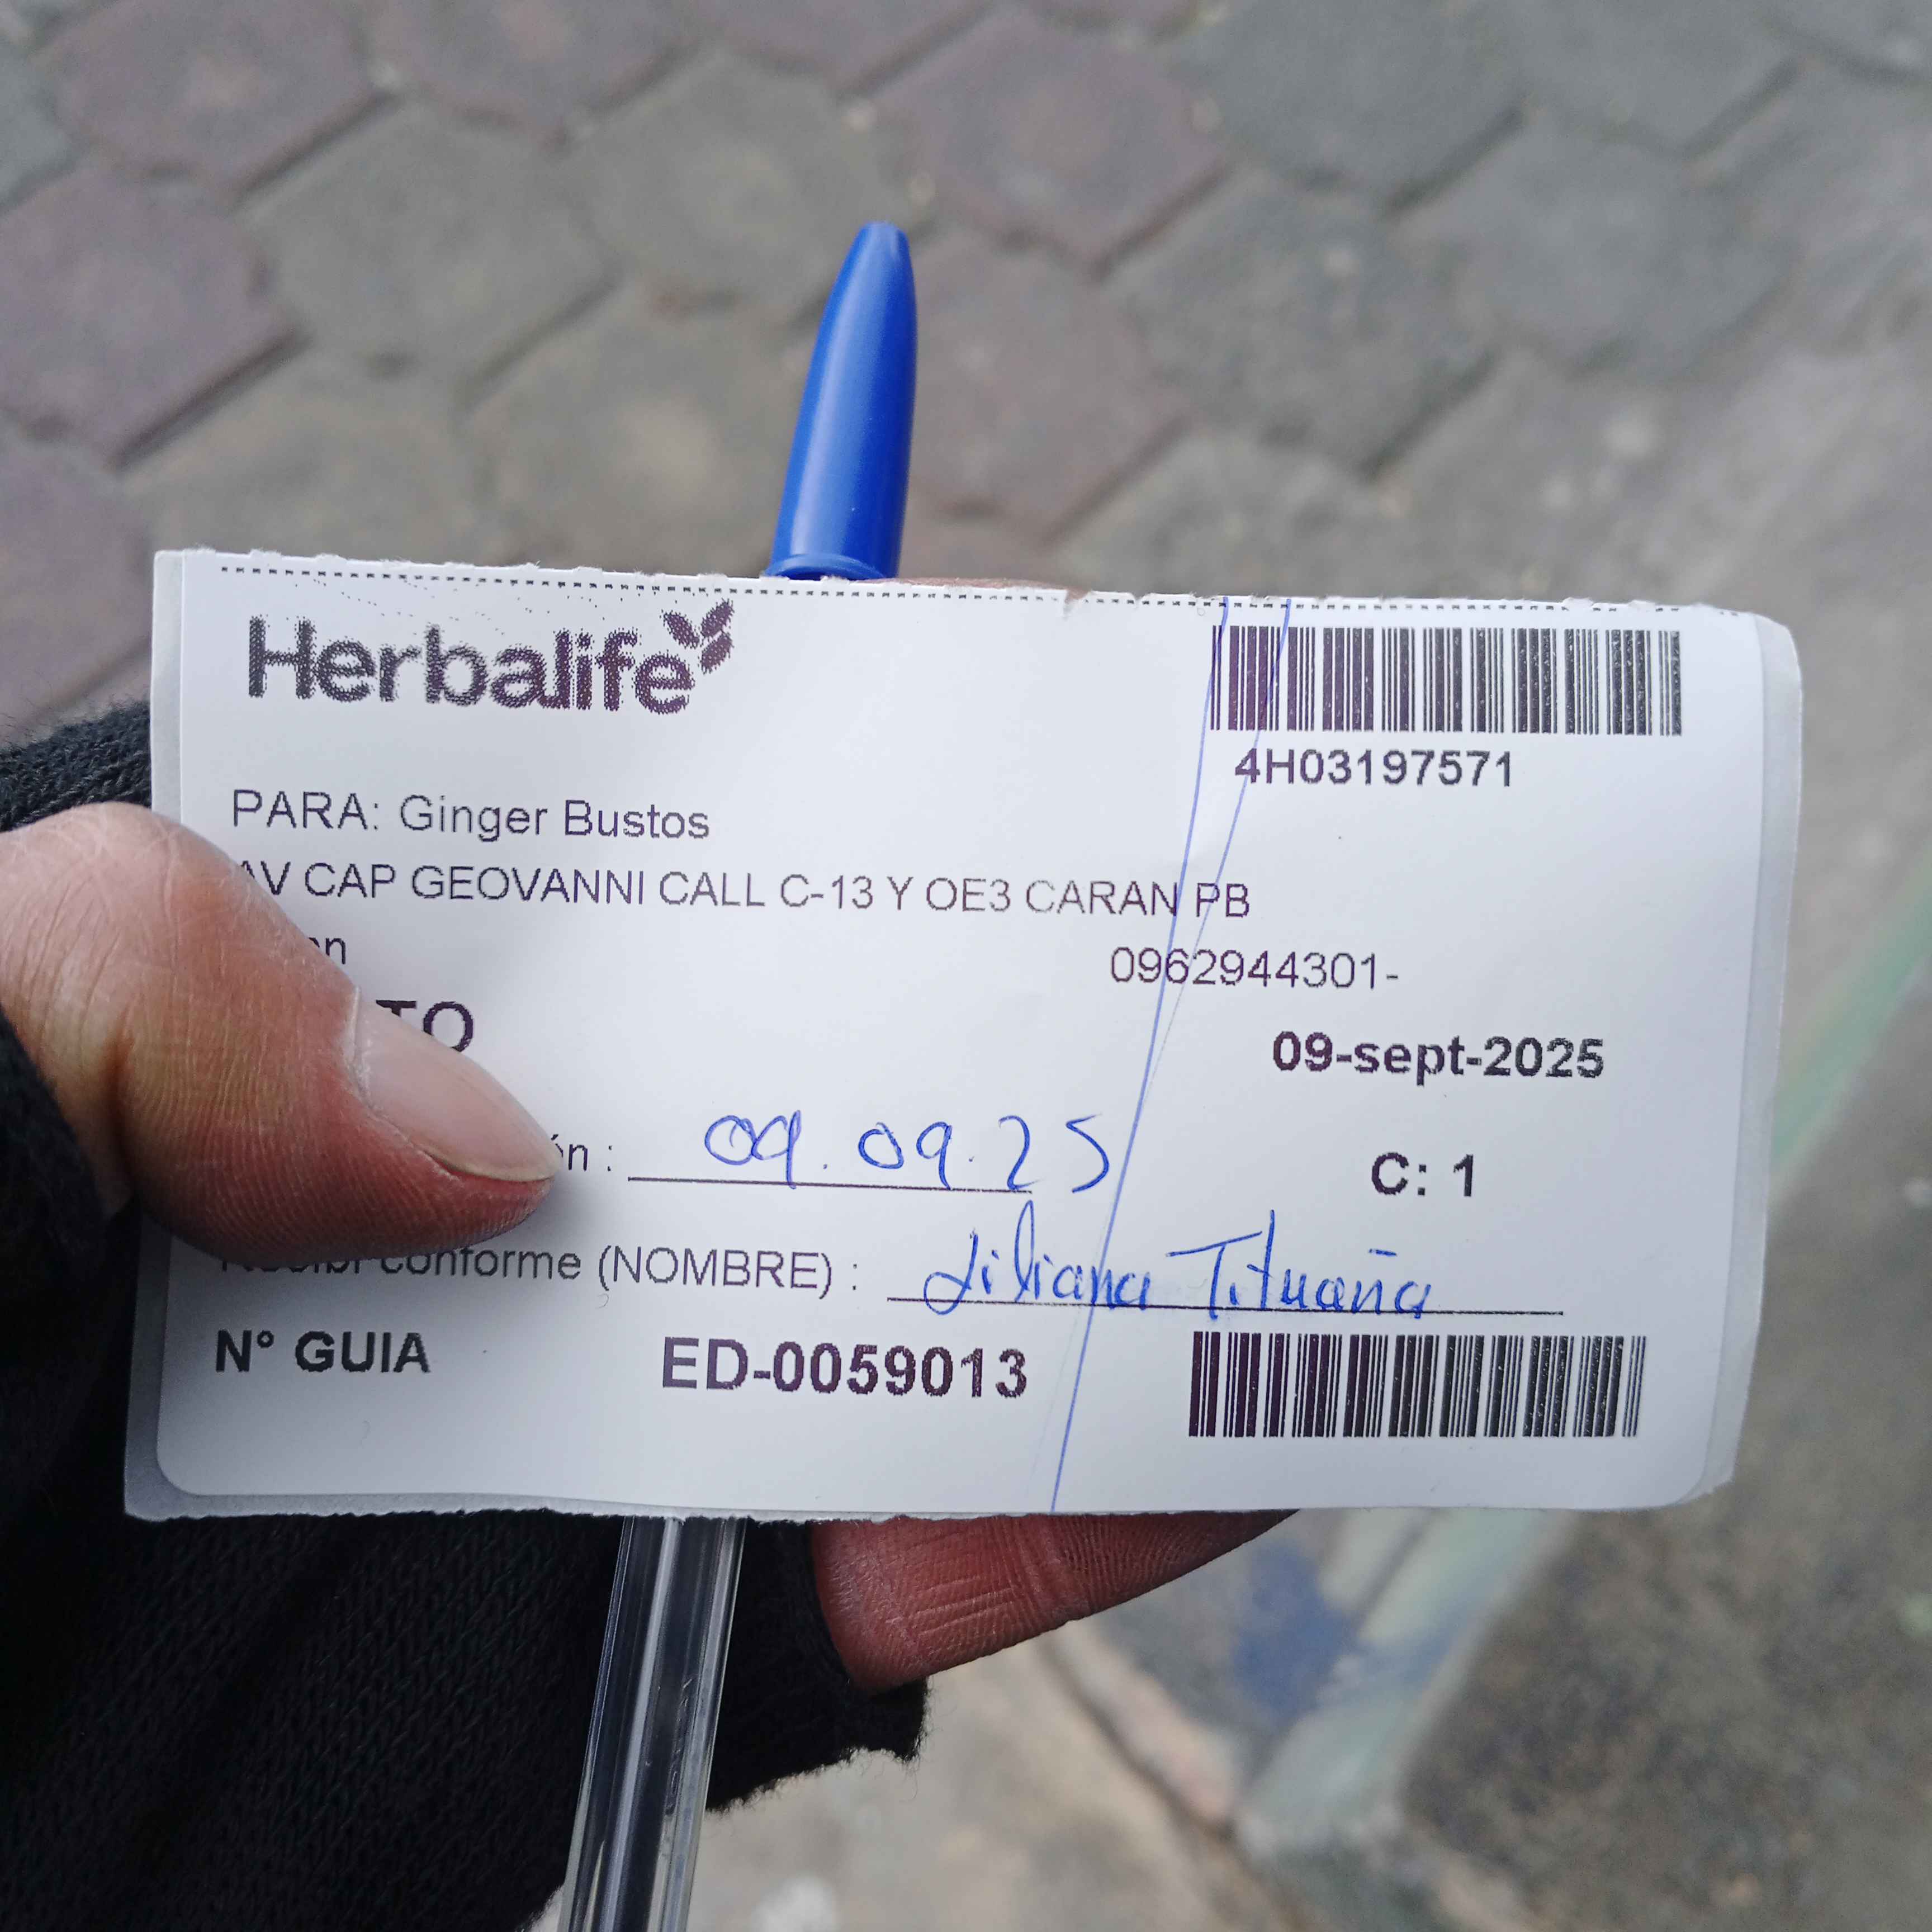 Herbalife
4H03197571
PARA: Ginger Bustos
AV CAP GEOVANNI CALL C-13 Y OE3 CARAN PB
0962944301-
09-sept-2025
09.09.25
C: 1
Recibi conforme (NOMBRE) : Liliana Tituaña
N° GUIA ED-0059013